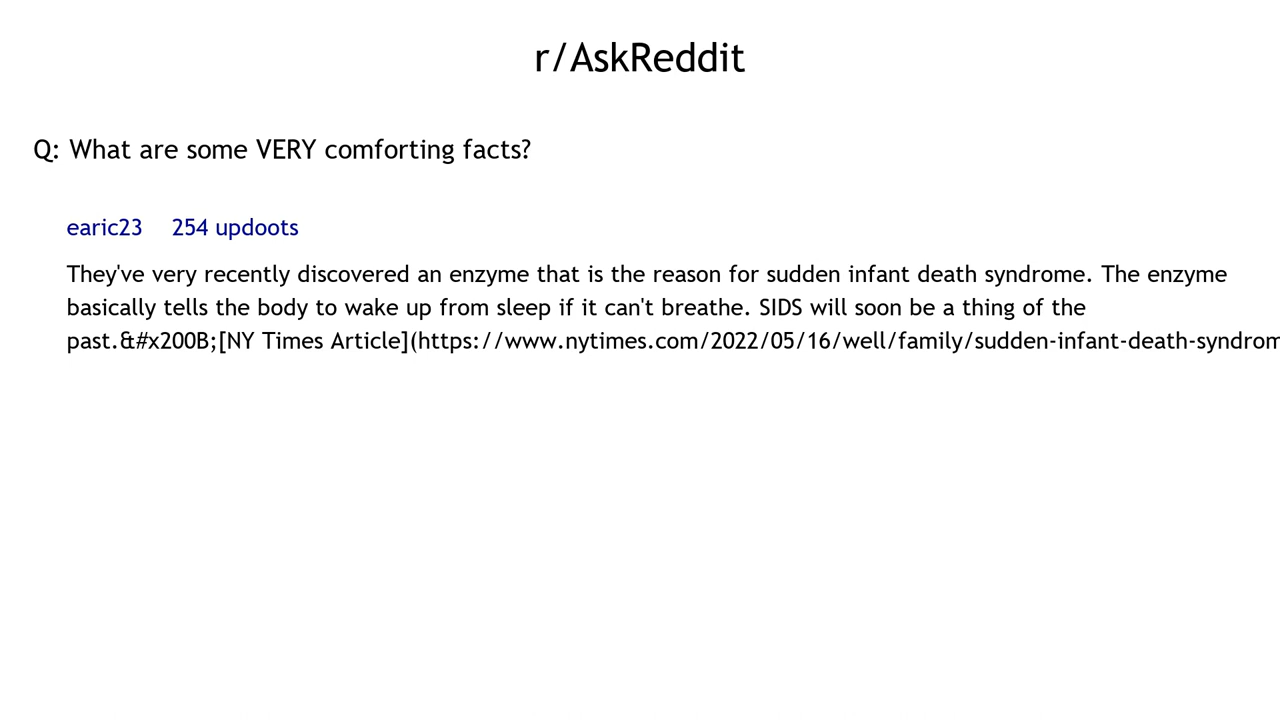 r/AskReddit
Q: What are some VERY comforting facts?
earic23 254 updoots
They've very recently discovered an enzyme that is the reason for sudden infant death syndrome. The enzyme
basically tells the body to wake up from sleep if it can't breathe. SIDS will soon be a thing of the
past.&#x200B;[NY Times Article](https://www.nytimes.com/2022/05/16/well/family/sudden-infant-death-syndrom